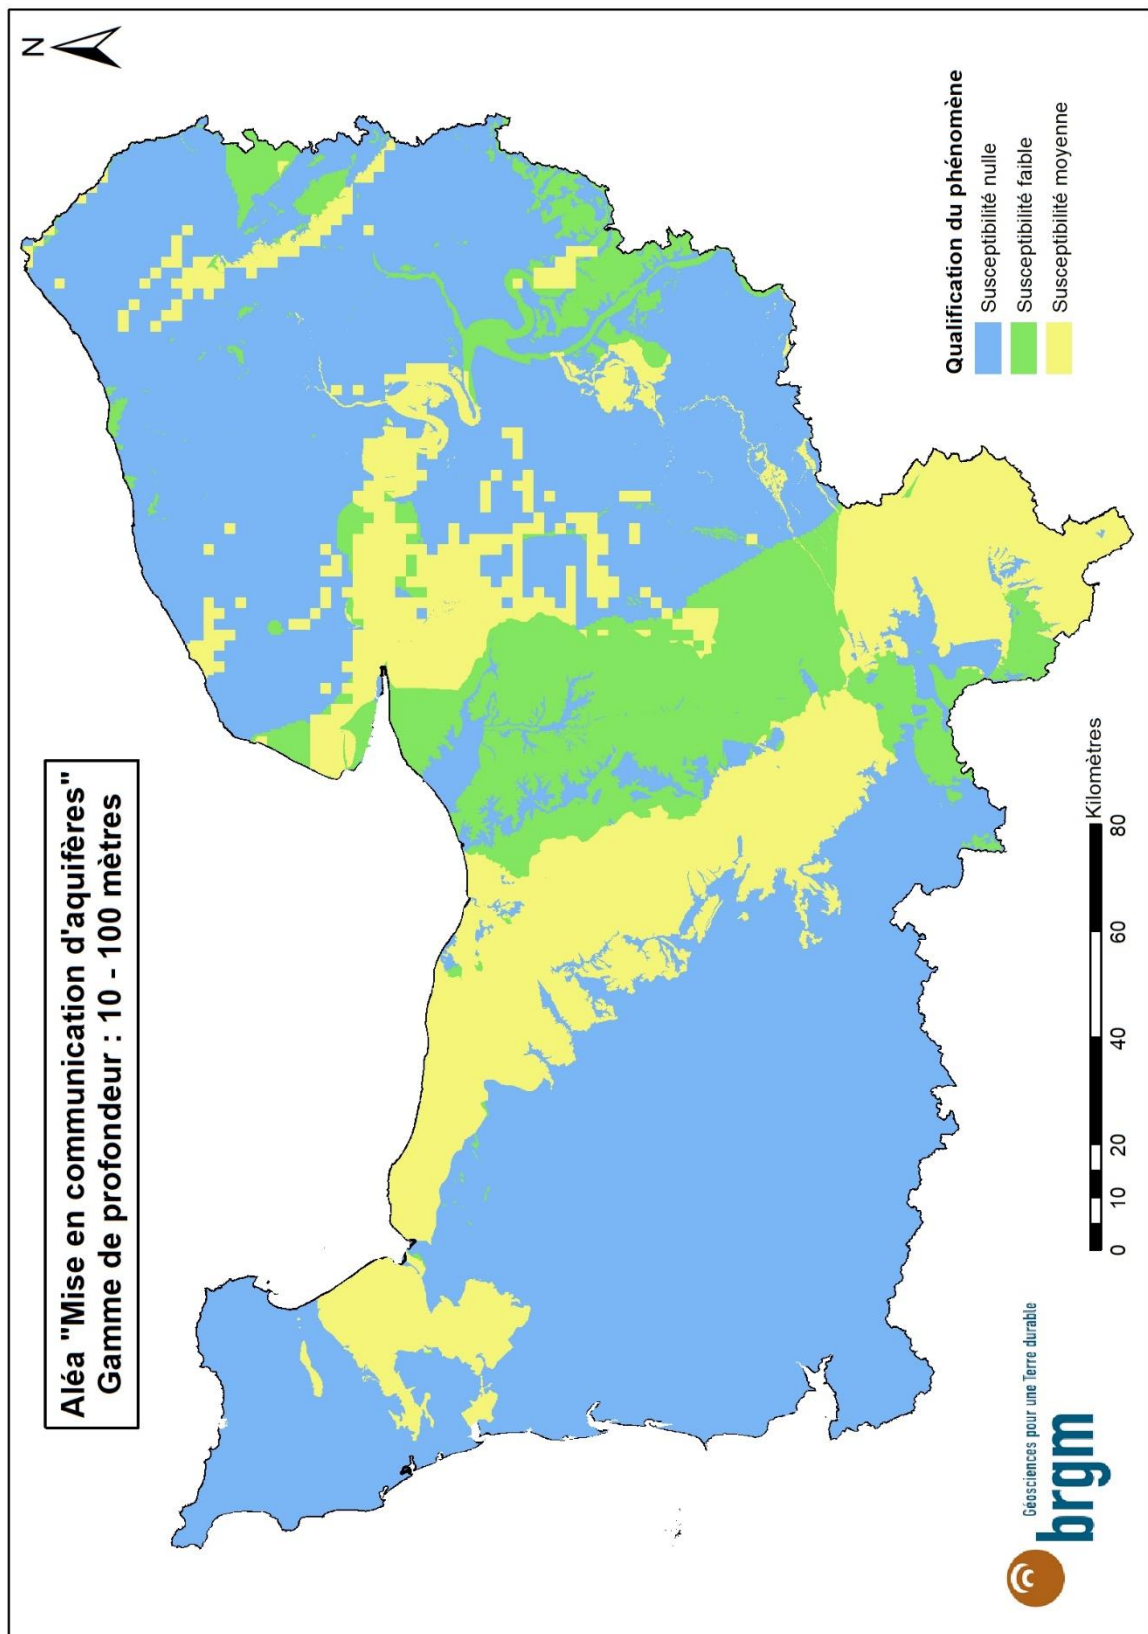 Aléa "Mise en communication d'aquifères"
Gamme de profondeur : 10 - 100 mètres
N
Qualification du phénomène
Susceptibilité nulle
Susceptibilité faible
Susceptibilité moyenne
Géosciences pour une Terre durable
brgm
0 10 20 40 60 80
Kilomètres